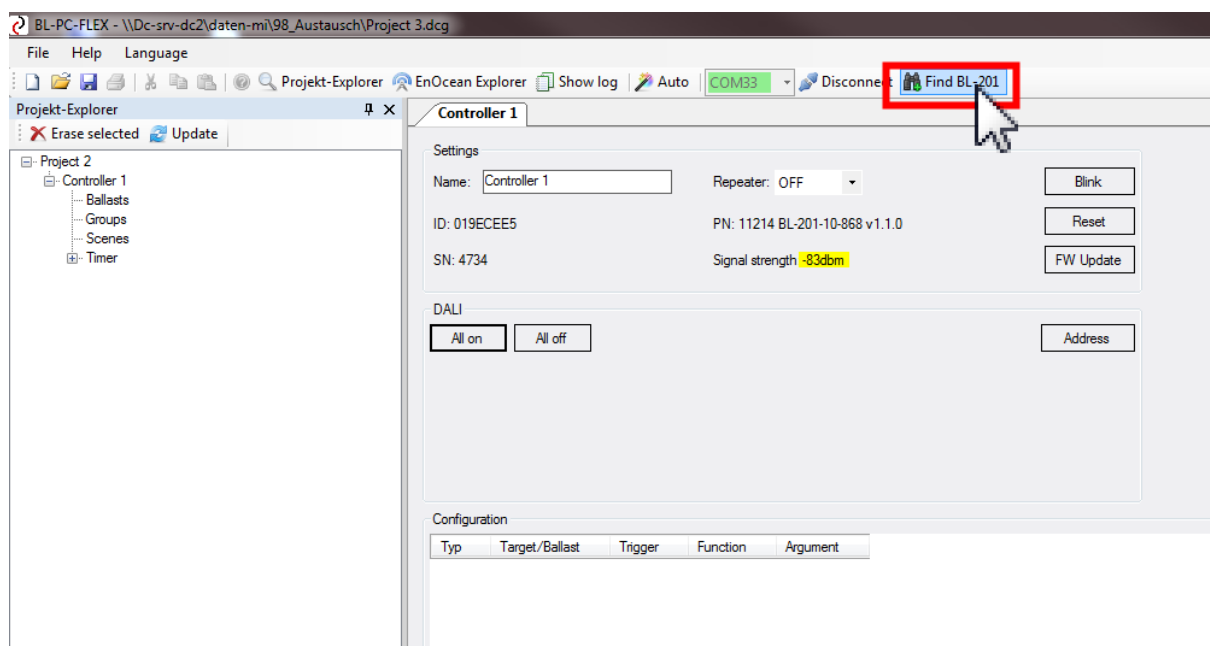 BL-PC-FLEX - \\Dc-srv-dc2\daten-mi\98_Austausch\Project 3.dcg
File Help Language
Projekt-Explorer EnOcean Explorer Show log Auto COM33 Disconnect Find BL-201
Projekt-Explorer
Erase selected Update
Project 2
Controller 1
Ballasts
Groups
Scenes
Timer
Controller 1
Settings
Name: Controller 1 Repeater: OFF Blink
ID: 019ECEE5 PN: 11214 BL-201-10-868 v1.1.0 Reset
SN: 4734 Signal strength -83dbm FW Update
DALI
All on All off Address
Configuration
Typ Target/Ballast Trigger Function Argument